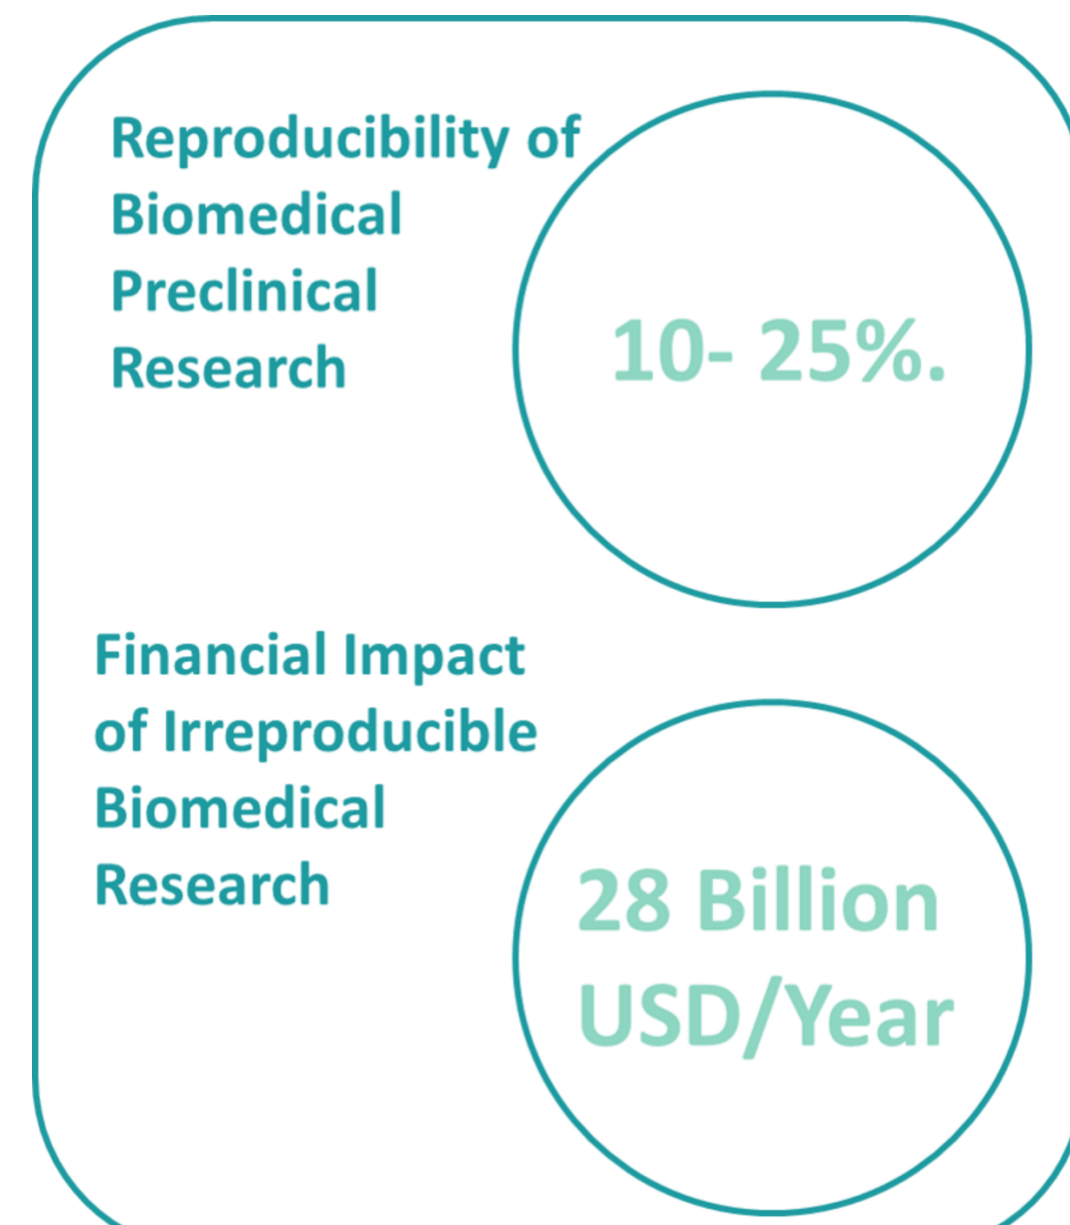 Reproducibility of
Biomedical
Preclinical
Research
10- 25%.
Financial Impact
of Irreproducible
Biomedical
Research
28 Billion
USD/Year